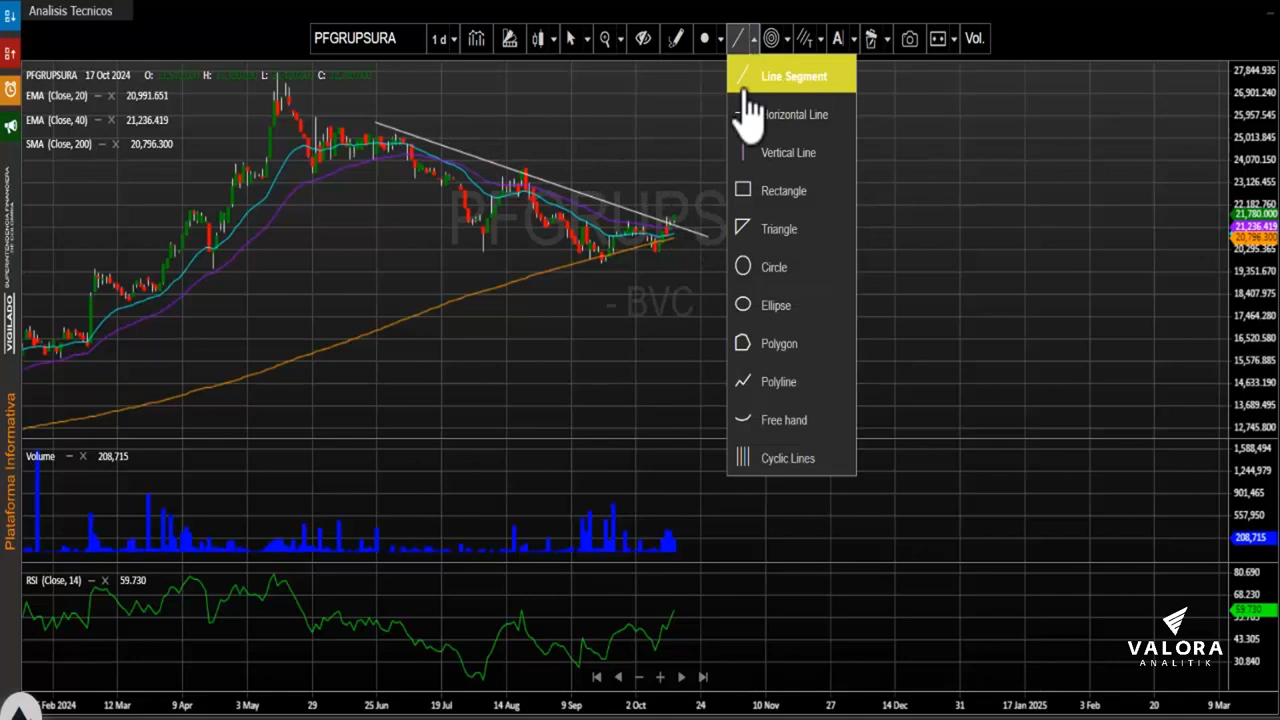 Analisis Tecnicos
PFGRUPSURA
1 d
A
Vol.
PFGRUPSURA 17 Oct 2024 O: H: L: C:
EMA (Close, 20) – X 20,991.651
EMA (Close, 40) – X 21,236.419
SMA (Close, 200) – X 20,796.300
Line Segment
Horizontal Line
Vertical Line
Rectangle
Triangle
Circle
Ellipse
Polygon
Polyline
Free hand
Cyclic Lines
PFGRUPS
- BVC
27,844.935
26,901.240
25,957.545
25,013.845
24,070.150
23,126.455
22,182.760
21,780.000
21,236.419
20,796.300
20,295.365
19,351.670
18,407.975
17,464.280
16,520.580
15,576.885
14,633.190
13,689.495
12,745.800
Volume – X 208,715
1,588,494
1,244,979
901,465
557,950
208,715
RSI (Close, 14) – X 59.730
80.690
68.230
59.730
43.305
30.840
Feb 2024
12 Mar
9 Apr
3 May
29
25 Jun
19 Jul
14 Aug
9 Sep
2 Oct
24
10 Nov
27
14 Dec
31
17 Jan 2025
3 Feb
20
9 Mar
VIGILADO
Plataforma Informativa
VALORA
ANALITIK